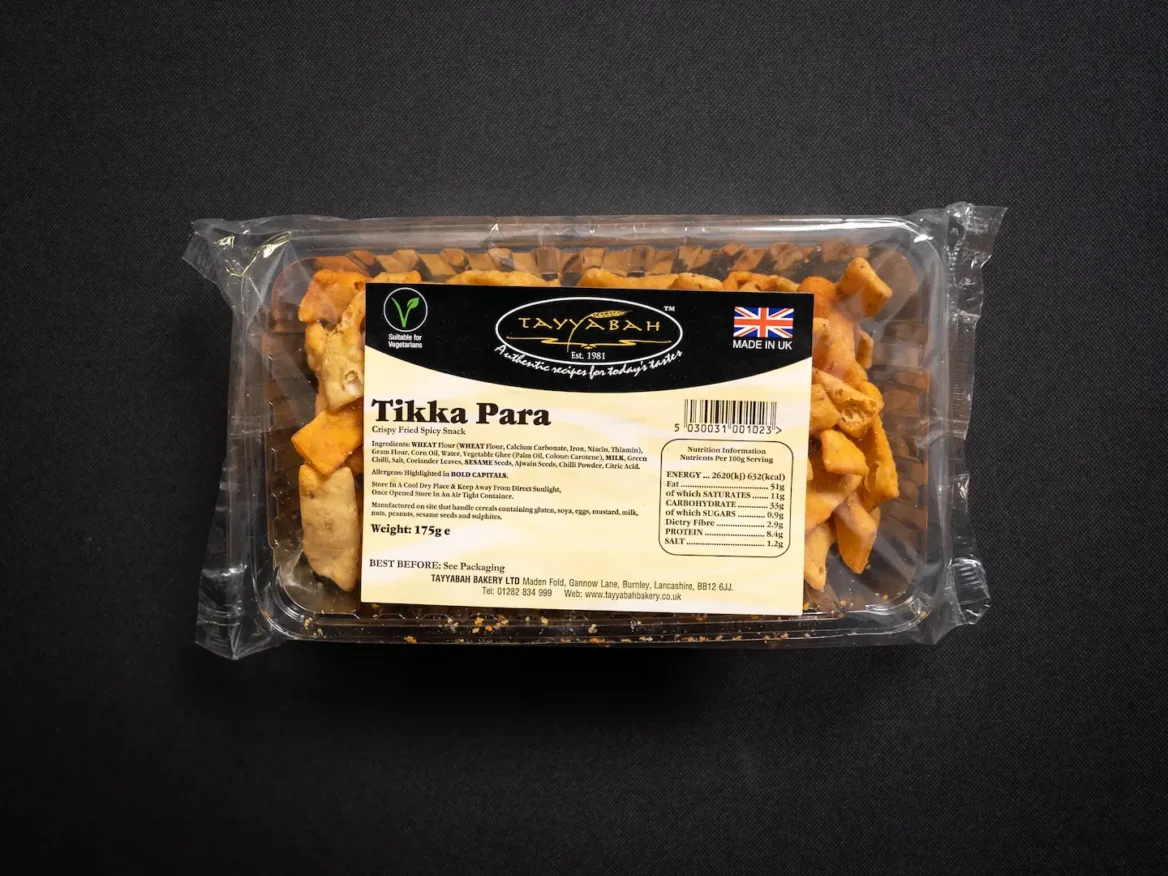 Suitable for
Vegetarians
TAYYABAH
TM
Est. 1981
Authentic recipes for today's tastes
MADE IN UK
Tikka Para
Crispy Fried Spicy Snack
Ingredients: WHEAT Flour (WHEAT Flour, Calcium Carbonate, Iron, Niacin, Thiamin),
Gram Flour, Corn Oil, Water, Vegetable Ghee (Palm Oil, Colour: Carotene), MILK, Green
Chilli, Salt, Coriander Leaves, SESAME Seeds, Ajwain Seeds, Chilli Powder, Citric Acid.
Allergens: Highlighted in BOLD CAPITALS.
Store In A Cool Dry Place & Keep Away From Direct Sunlight,
Once Opened Store In An Air Tight Container.
Manufactured on site that handle cereals containing gluten, soya, eggs, mustard, milk,
nuts, peanuts, sesame seeds and sulphites.
Weight: 175g e
5 030031 001023 >
Nutrition Information
Nutrients Per 100g Serving
ENERGY ... 2620(kj) 632(kcal)
Fat ........................ 51g
of which SATURATES ....... 11g
CARBOHYDRATE ............ 33g
of which SUGARS .......... 0.9g
Dietry Fibre ................ 2.9g
PROTEIN .................... 8.4g
SALT ........................ 1.2g
BEST BEFORE: See Packaging
TAYYABAH BAKERY LTD Maden Fold, Gannow Lane, Burnley, Lancashire, BB12 6JJ.
Tel: 01282 834 999 Web: www.tayyabahbakery.co.uk